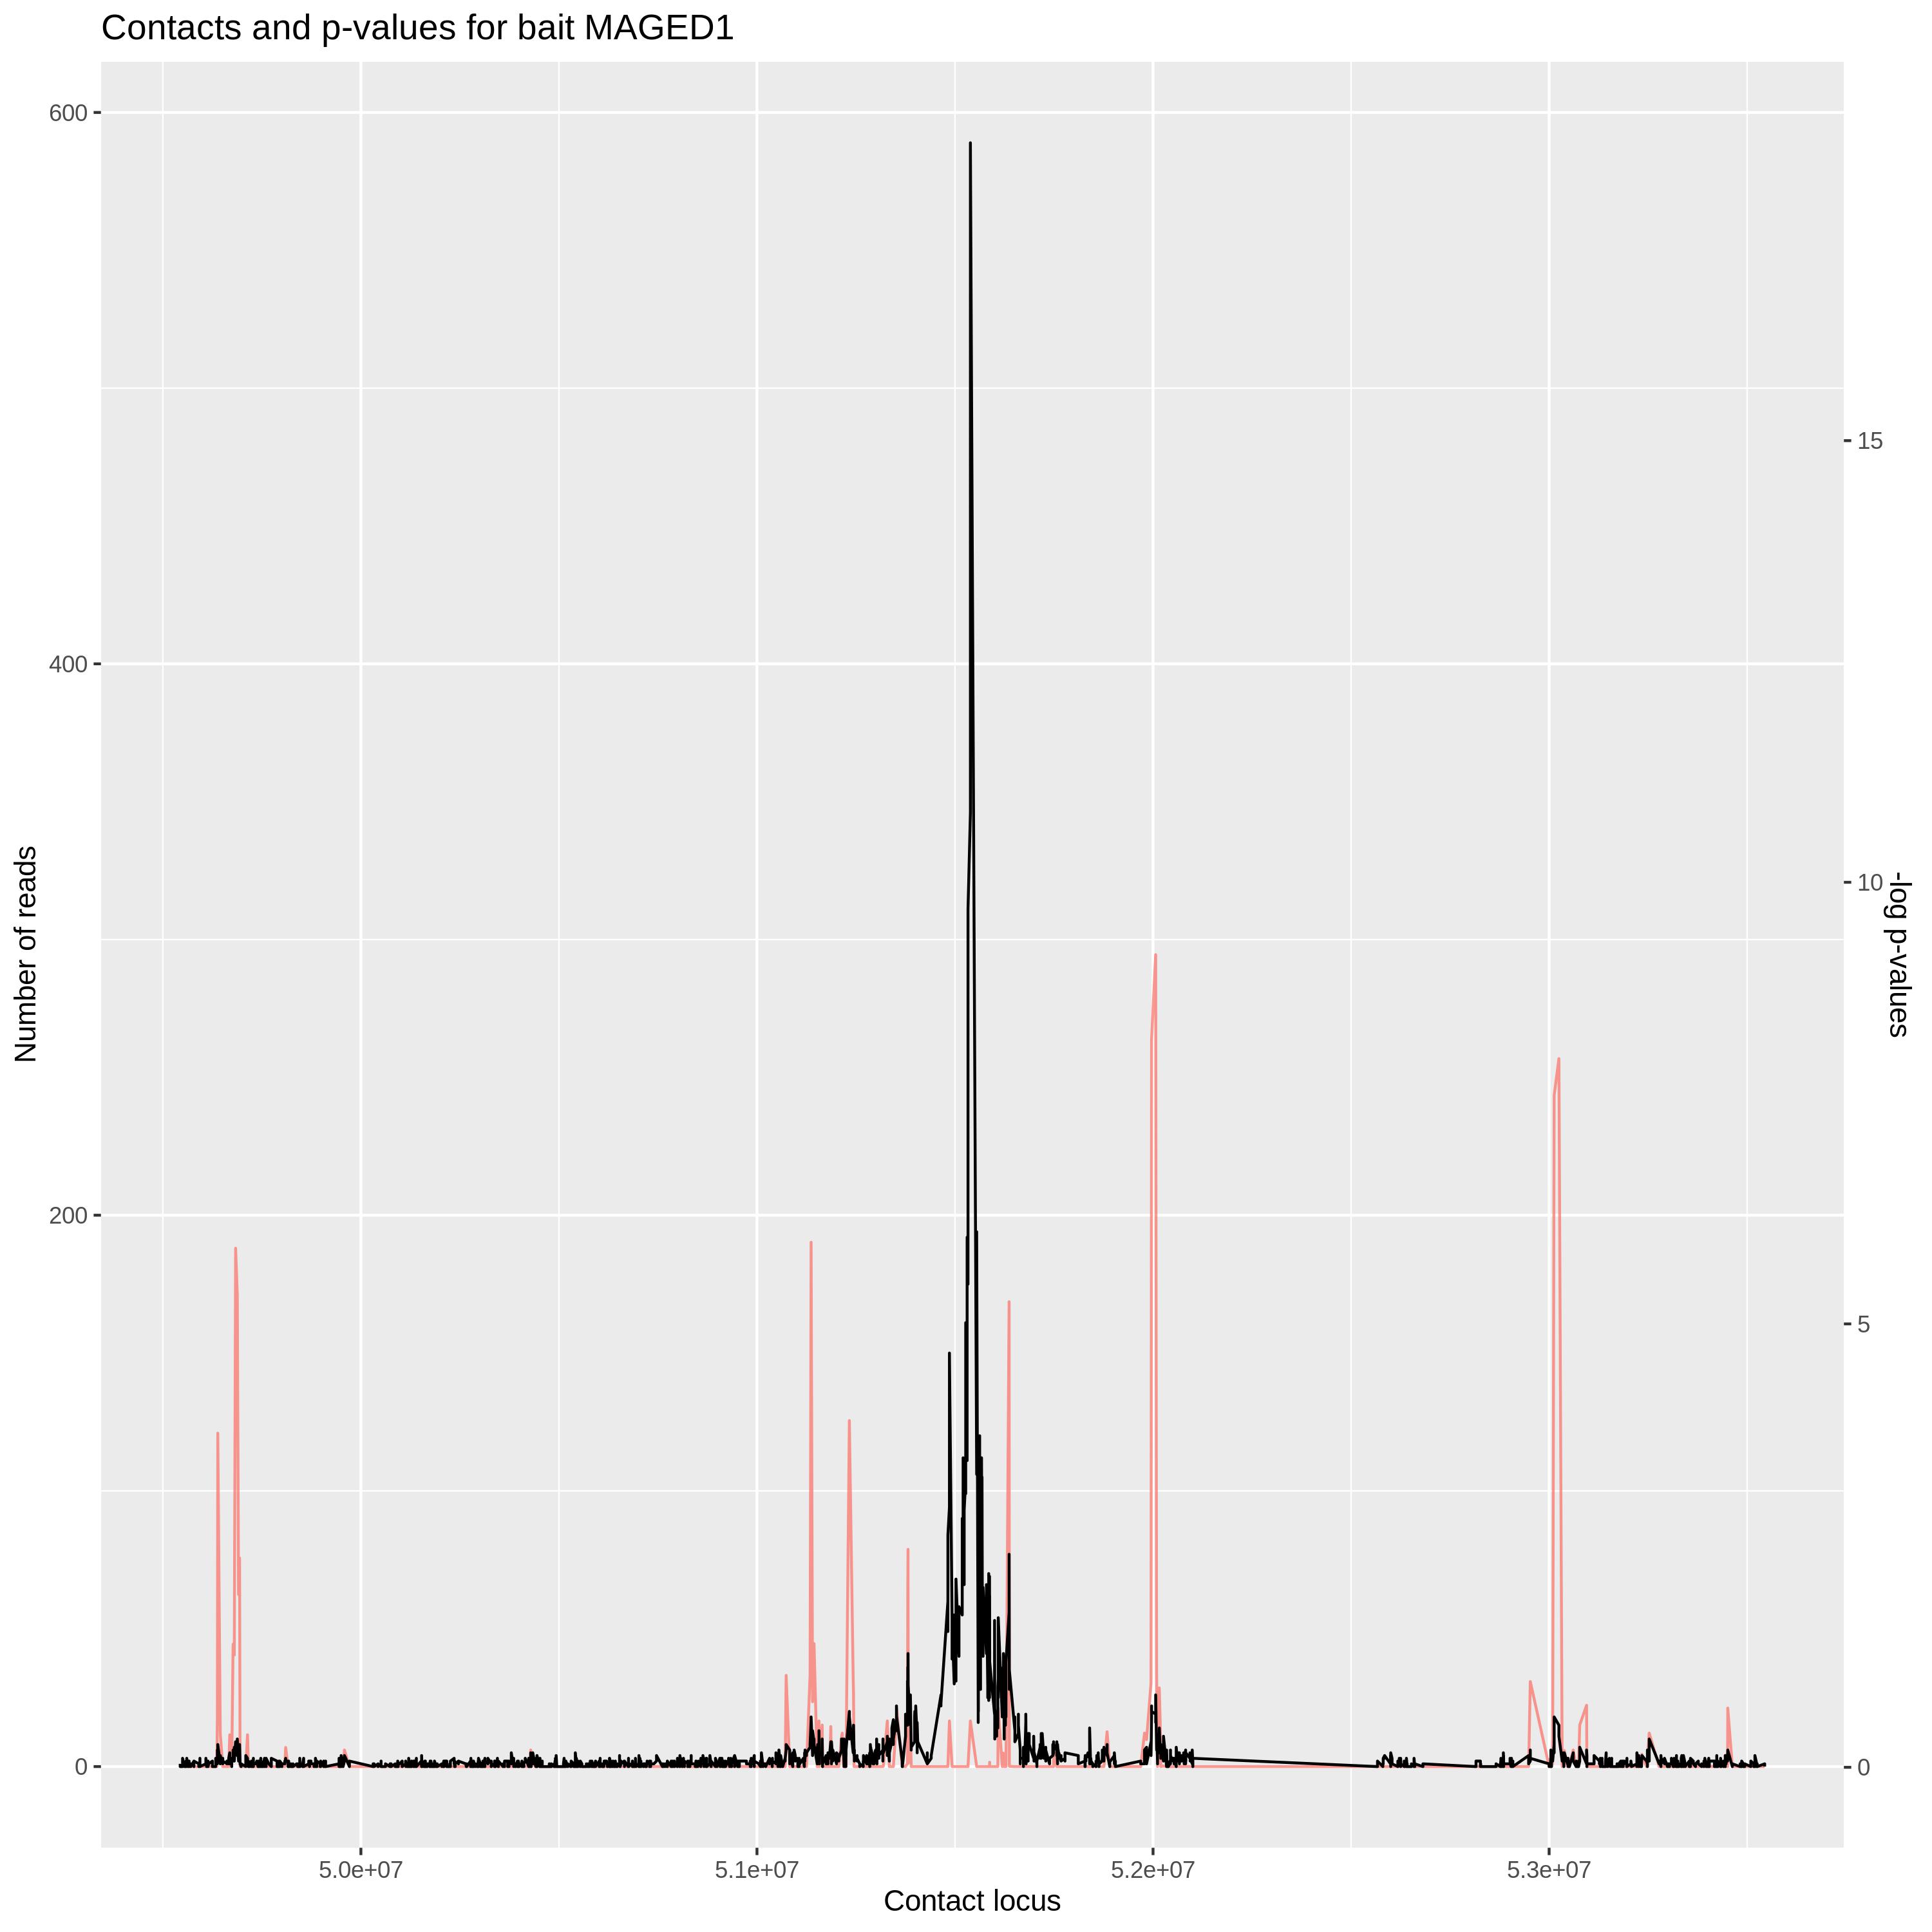 Contacts and p-values for bait MAGED1
600
400
200
0
Number of reads
15
10
5
0
-log p-values
5.0e+07
5.1e+07
5.2e+07
5.3e+07
Contact locus